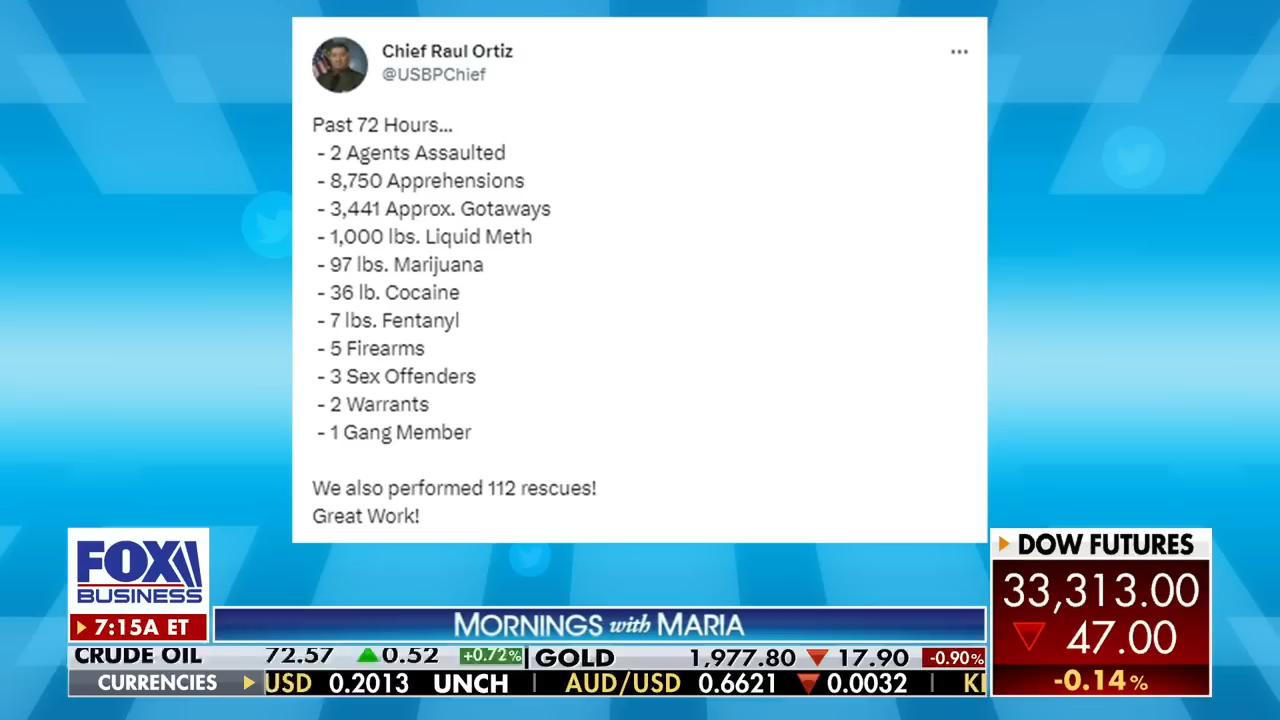 Chief Raul Ortiz
@USBPChief
Past 72 Hours...
- 2 Agents Assaulted
- 8,750 Apprehensions
- 3,441 Approx. Gotaways
- 1,000 lbs. Liquid Meth
- 97 lbs. Marijuana
- 36 lb. Cocaine
- 7 lbs. Fentanyl
- 5 Firearms
- 3 Sex Offenders
- 2 Warrants
- 1 Gang Member
We also performed 112 rescues!
Great Work!
FOX
BUSINESS
7:15A ET
MORNINGS with MARIA
DOW FUTURES
33,313.00
47.00
-0.14%
CRUDE OIL 72.57 0.52 +0.72% GOLD 1,977.80 17.90 -0.90%
CURRENCIES USD 0.2013 UNCH AUD/USD 0.6621 0.0032